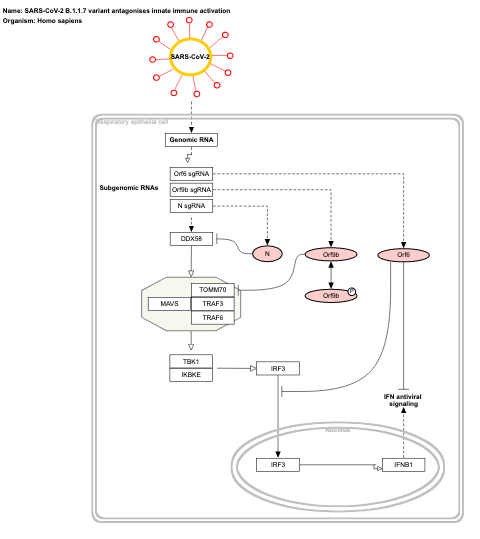 Name: SARS-CoV-2 B.1.1.7 variant antagonises innate immune activation
Organism: Homo sapiens
SARS-CoV-2
Respiratory epithelial cell
Genomic RNA
Orf6 sgRNA
Subgenomic RNAs
Orf9b sgRNA
N sgRNA
DDX58
N
Orf9b
Orf6
TOMM70
Orf9b
P
MAVS
TRAF3
TRAF6
TBK1
IKBKE
IRF3
IFN antiviral
signaling
Nucleus
IRF3
IFNB1